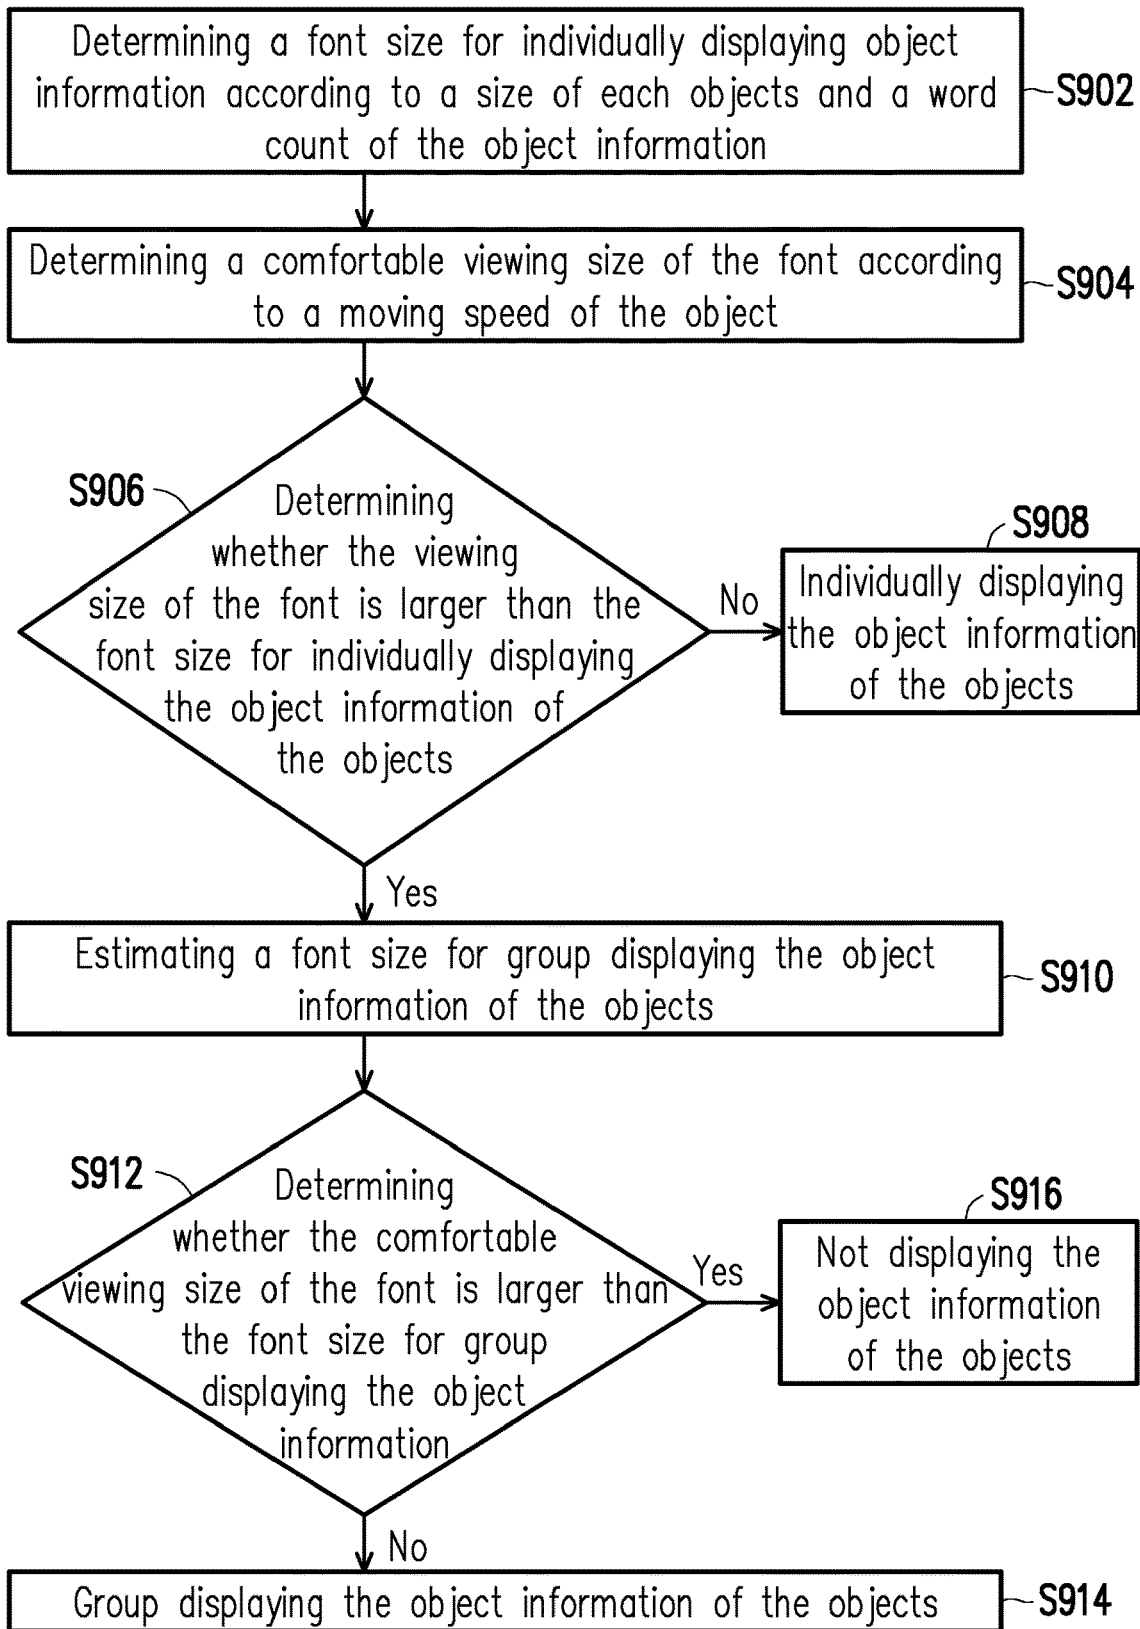 Determining a font size for individually displaying object
information according to a size of each objects and a word
count of the object information
S902
Determining a comfortable viewing size of the font according
to a moving speed of the object
S904
S906
Determining
whether the viewing
size of the font is larger than the
font size for individually displaying
the object information of
the objects
No
S908
Individually displaying
the object information
of the objects
Yes
Estimating a font size for group displaying the object
information of the objects
S910
S912
Determining
whether the comfortable
viewing size of the font is larger than
the font size for group
displaying the object
information
Yes
S916
Not displaying the
object information
of the objects
No
Group displaying the object information of the objects
S914